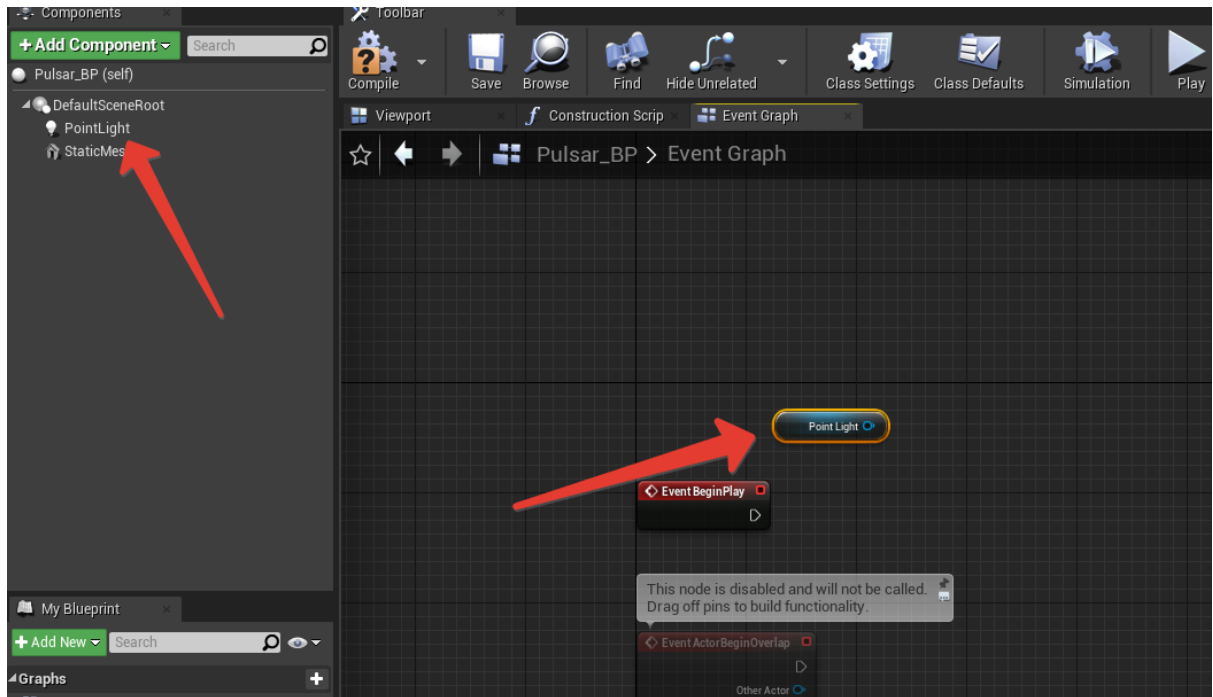 Components
Toolbar
+Add Component
Search
Pulsar_BP (self)
DefaultSceneRoot
PointLight
StaticMes
Compile
Save
Browse
Find
Hide Unrelated
Class Settings
Class Defaults
Simulation
Play
Viewport
f Construction Scrip
Event Graph
Pulsar_BP > Event Graph
Point Light
Event BeginPlay
This node is disabled and will not be called.
Drag off pins to build functionality.
Event ActorBeginOverlap
Other Actor
My Blueprint
+ Add New
Search
Graphs